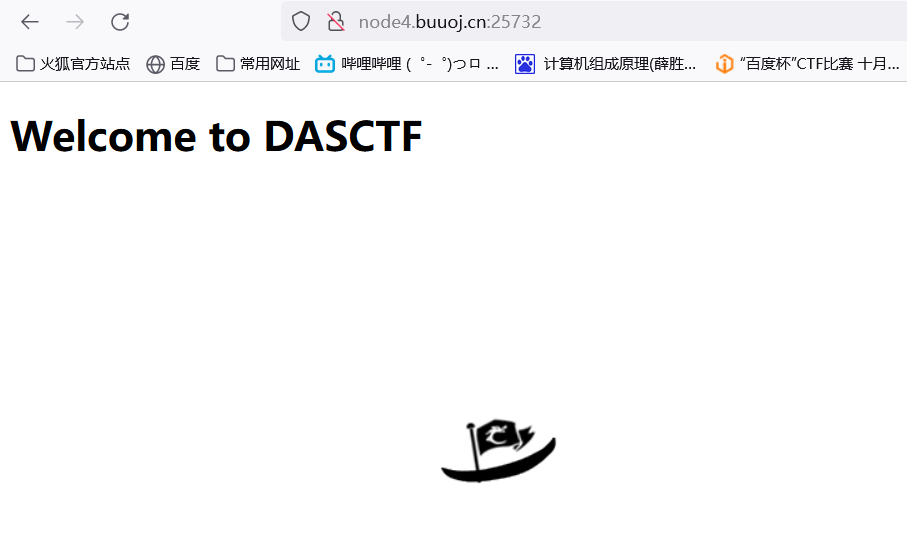 node4.buuoj.cn:25732
火狐官方站点 百度 常用网址 哔哩哔哩 (゜-゜)つロ ... 计算机组成原理(薛胜... “百度杯”CTF比赛 十月...
Welcome to DASCTF
C